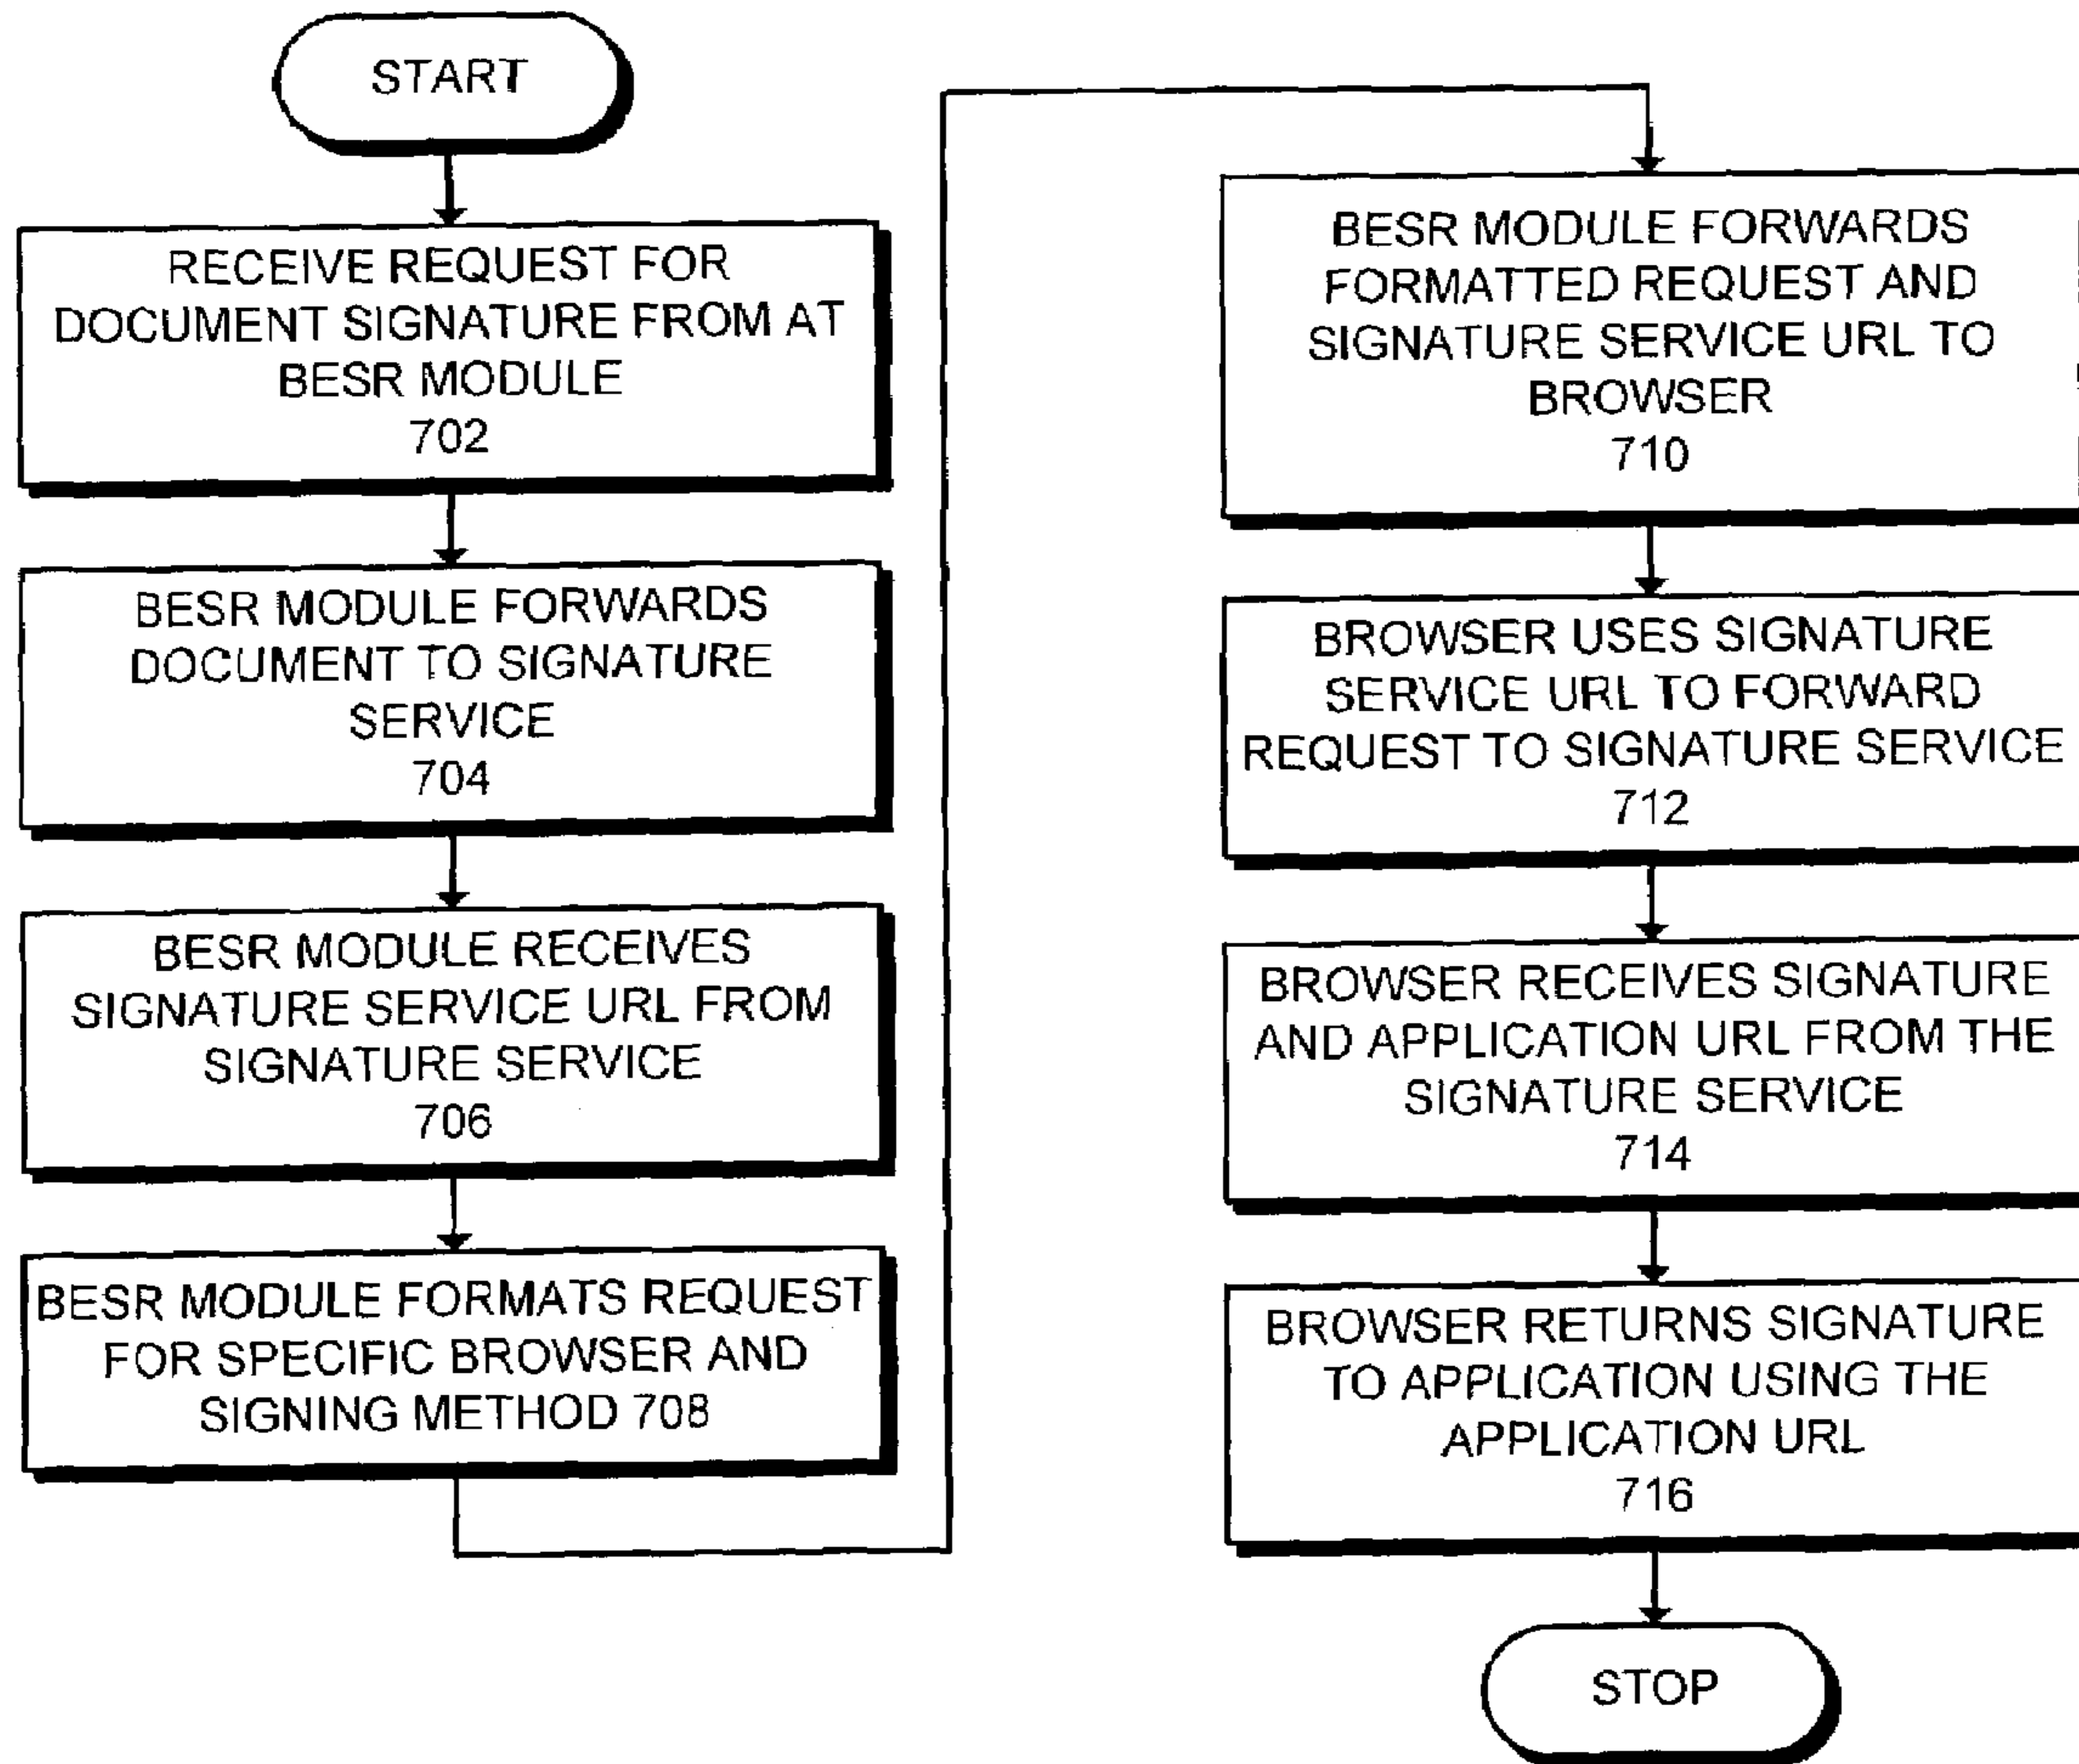 START
RECEIVE REQUEST FOR
DOCUMENT SIGNATURE FROM AT
BESR MODULE
702
BESR MODULE FORWARDS
DOCUMENT TO SIGNATURE
SERVICE
704
BESR MODULE RECEIVES
SIGNATURE SERVICE URL FROM
SIGNATURE SERVICE
706
BESR MODULE FORMATS REQUEST
FOR SPECIFIC BROWSER AND
SIGNING METHOD 708
BESR MODULE FORWARDS
FORMATTED REQUEST AND
SIGNATURE SERVICE URL TO
BROWSER
710
BROWSER USES SIGNATURE
SERVICE URL TO FORWARD
REQUEST TO SIGNATURE SERVICE
712
BROWSER RECEIVES SIGNATURE
AND APPLICATION URL FROM THE
SIGNATURE SERVICE
714
BROWSER RETURNS SIGNATURE
TO APPLICATION USING THE
APPLICATION URL
716
STOP